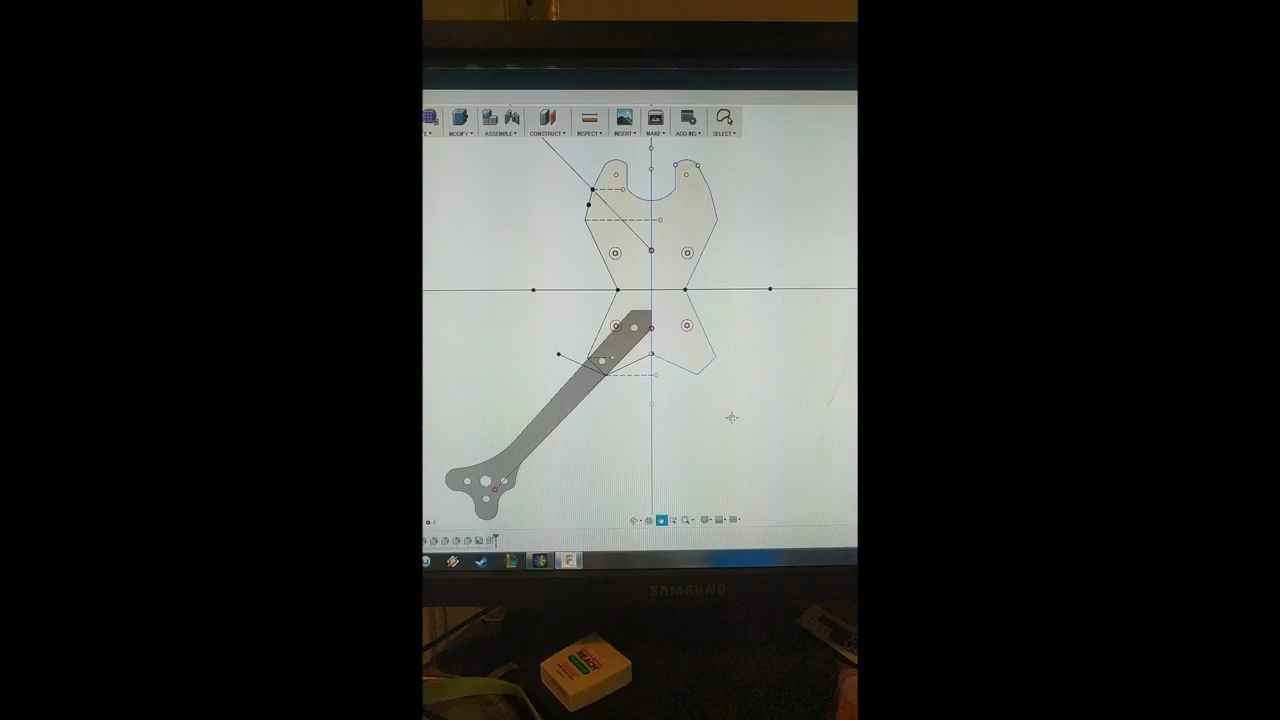 MODIFY ASSEMBLE CONSTRUCT INSPECT INSERT MAKE ADD-INS SELECT
SAMSUNG
REACH